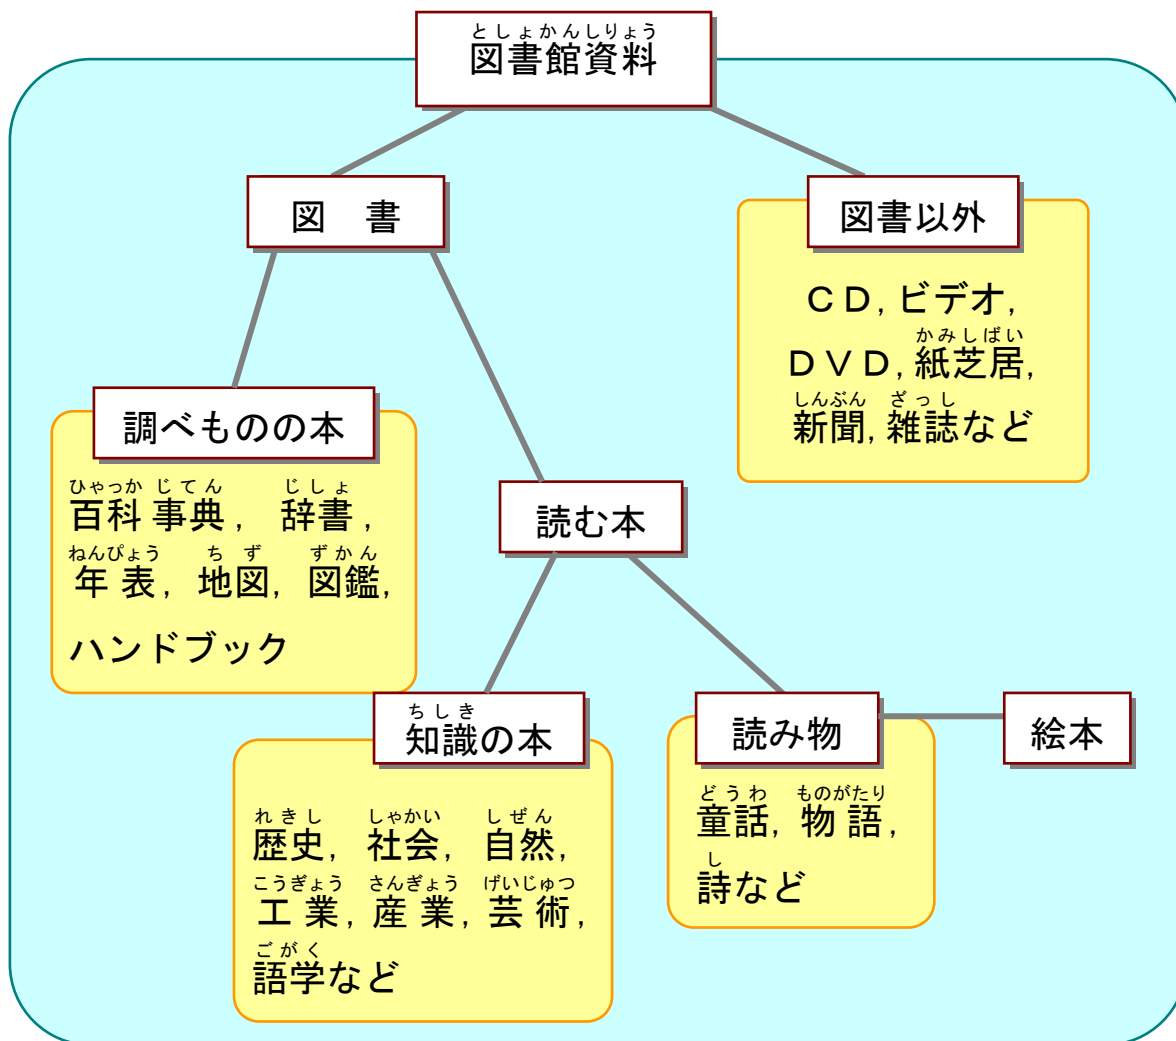 としょかんしりょう
図書館資料
図　書
図書以外
ＣＤ, ビデオ,
かみしばい
ＤＶＤ, 紙芝居,
しんぶん　ざっし
新聞, 雑誌など
調べものの本
ひゃっか じてん　じしょ
百科事典, 辞書,
ねんぴょう　ちず　ずかん
年表, 地図, 図鑑,
ハンドブック
読む本
ちしき
知識の本
れきし　しゃかい　しぜん
歴史, 社会, 自然,
こうぎょう　さんぎょう　げいじゅつ
工業, 産業, 芸術,
ごがく
語学など
読み物
どうわ　ものがたり
童話, 物語,
し
詩など
絵本